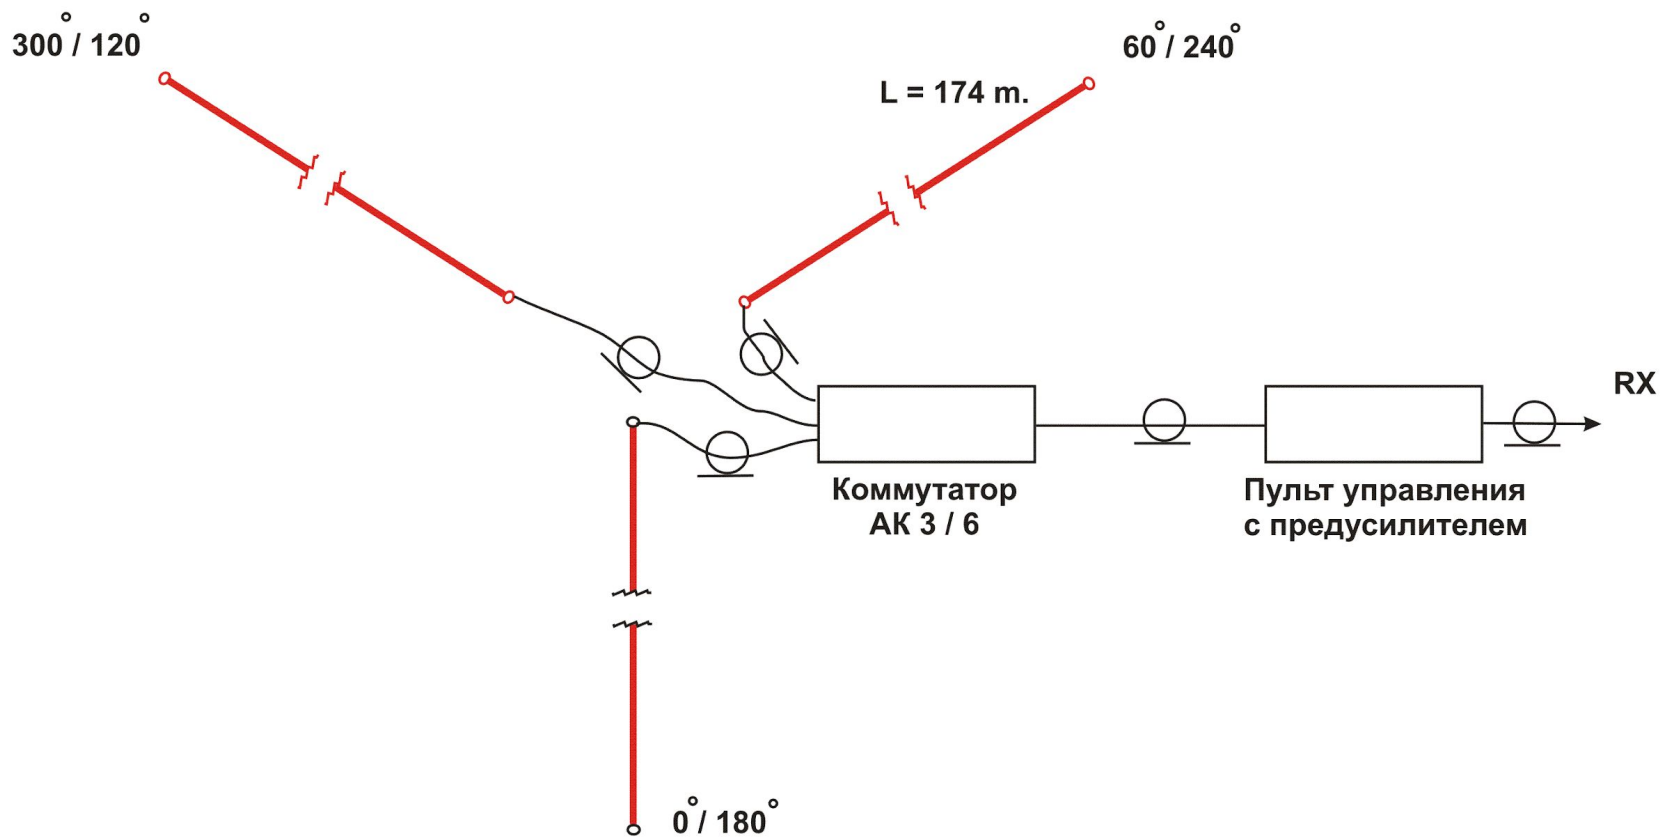 300°/ 120°
60°/ 240°
L = 174 m.
RX
Коммутатор
АК 3 / 6
Пульт управления
с предусилителем
0°/ 180°